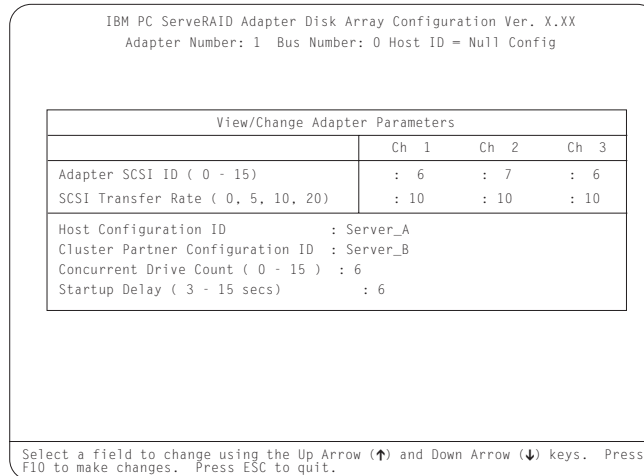 IBM PC ServeRAID Adapter Disk Array Configuration Ver. X.XX
Adapter Number: 1 Bus Number: 0 Host ID = Null Config
View/Change Adapter Parameters
Ch 1 Ch 2 Ch 3
Adapter SCSI ID ( 0 - 15) : 6 : 7 : 6
SCSI Transfer Rate ( 0, 5, 10, 20) : 10 : 10 : 10
Host Configuration ID : Server_A
Cluster Partner Configuration ID : Server_B
Concurrent Drive Count ( 0 - 15 ) : 6
Startup Delay ( 3 - 15 secs) : 6
Select a field to change using the Up Arrow (↑) and Down Arrow (↓) keys. Press
F10 to make changes. Press ESC to quit.